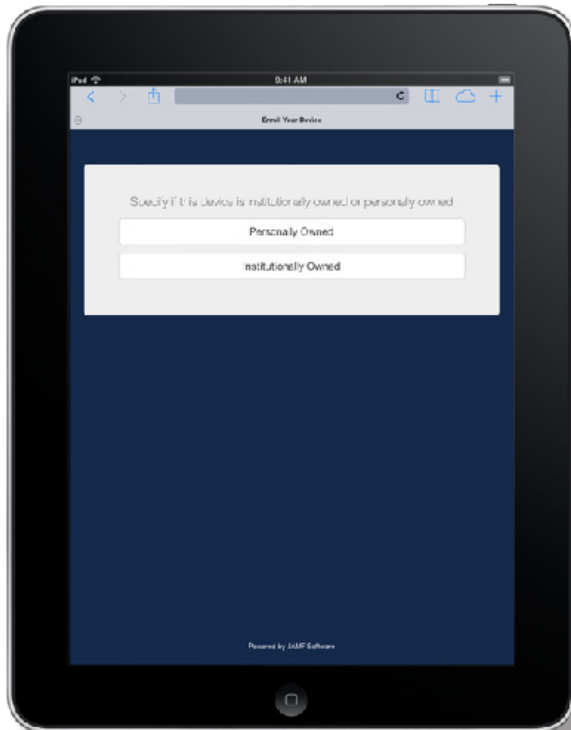 iPad
9:41 AM
Enroll Your Device
Specify if this device is institutionally owned or personally owned
Personally Owned
Institutionally Owned
Powered by JAMF Software